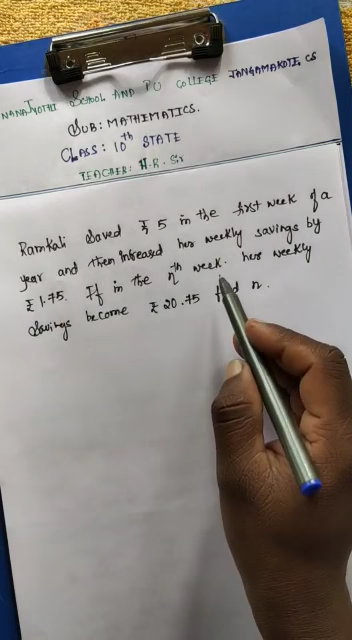 NANAJYOTHI SCHOOL AND PU COLLEGE JANGAMAKOTE, CS
SUB: MATHEMATICS.
CLASS: 10th STATE
TEACHER: H.R. Sir
Ramkali Saved ₹ 5 in the first week of a
year and then Increased her weekly savings by
₹ 1.75. If in the nth week. her weekly
Savings become ₹ 20.75 find n.